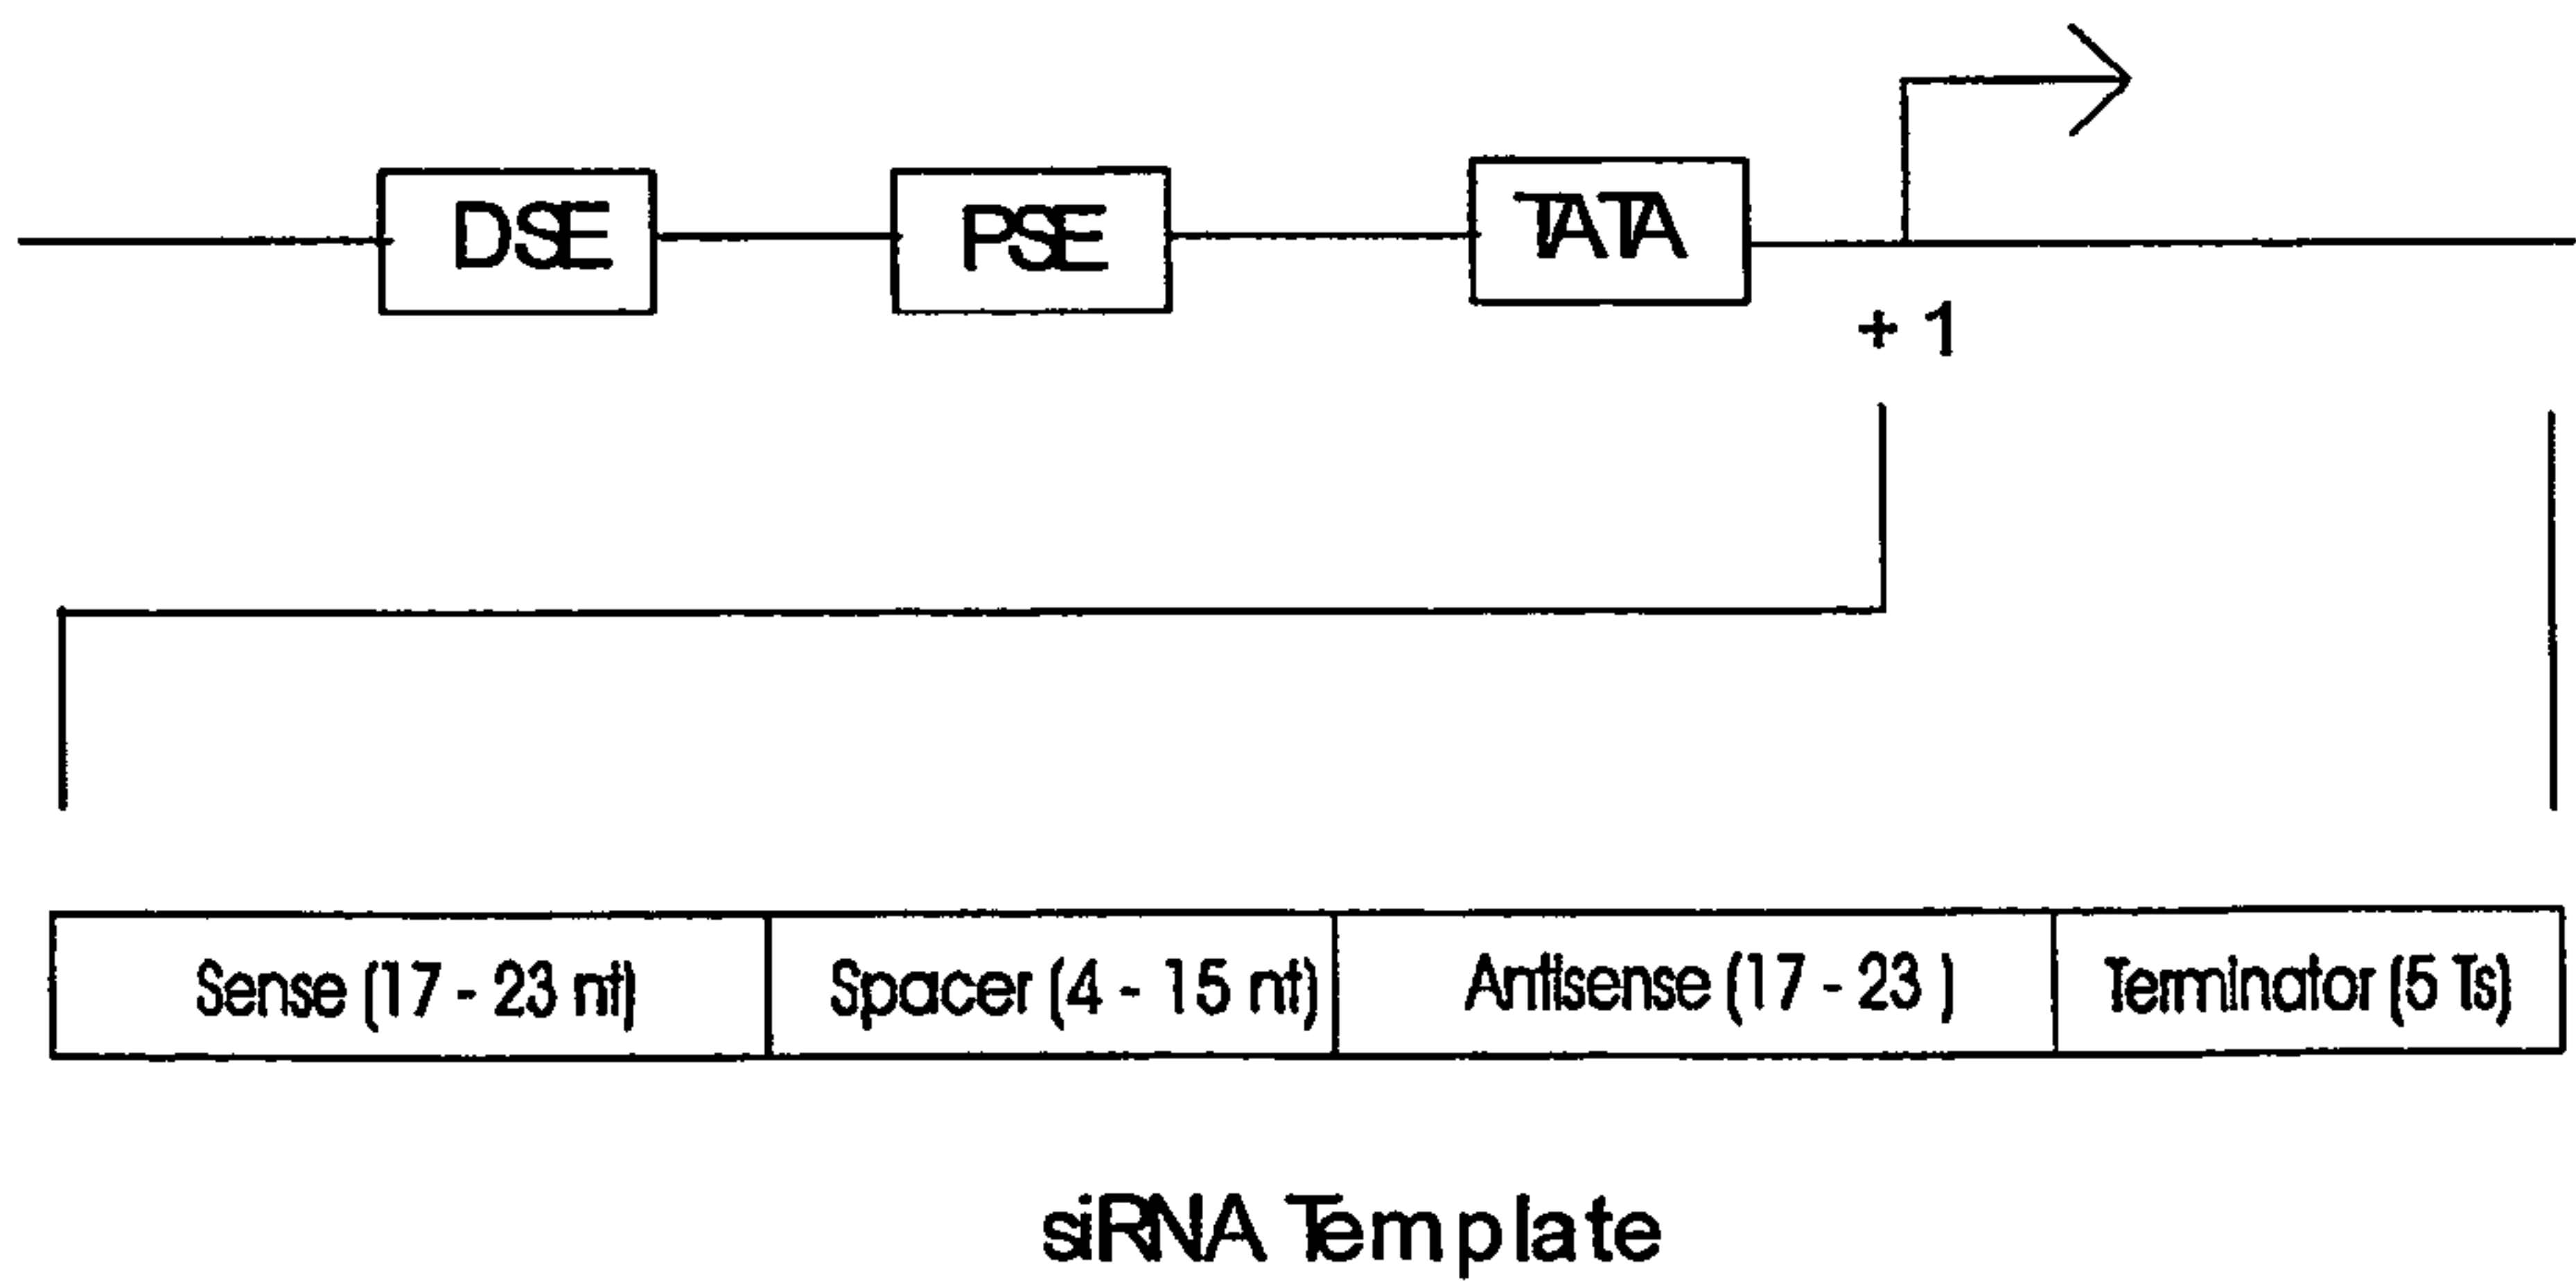 DSE PSE TATA
+ 1
Sense (17 - 23 nt) Spacer (4 - 15 nt) Antisense (17 - 23 ) Terminator (5 Ts)
siRNA Template